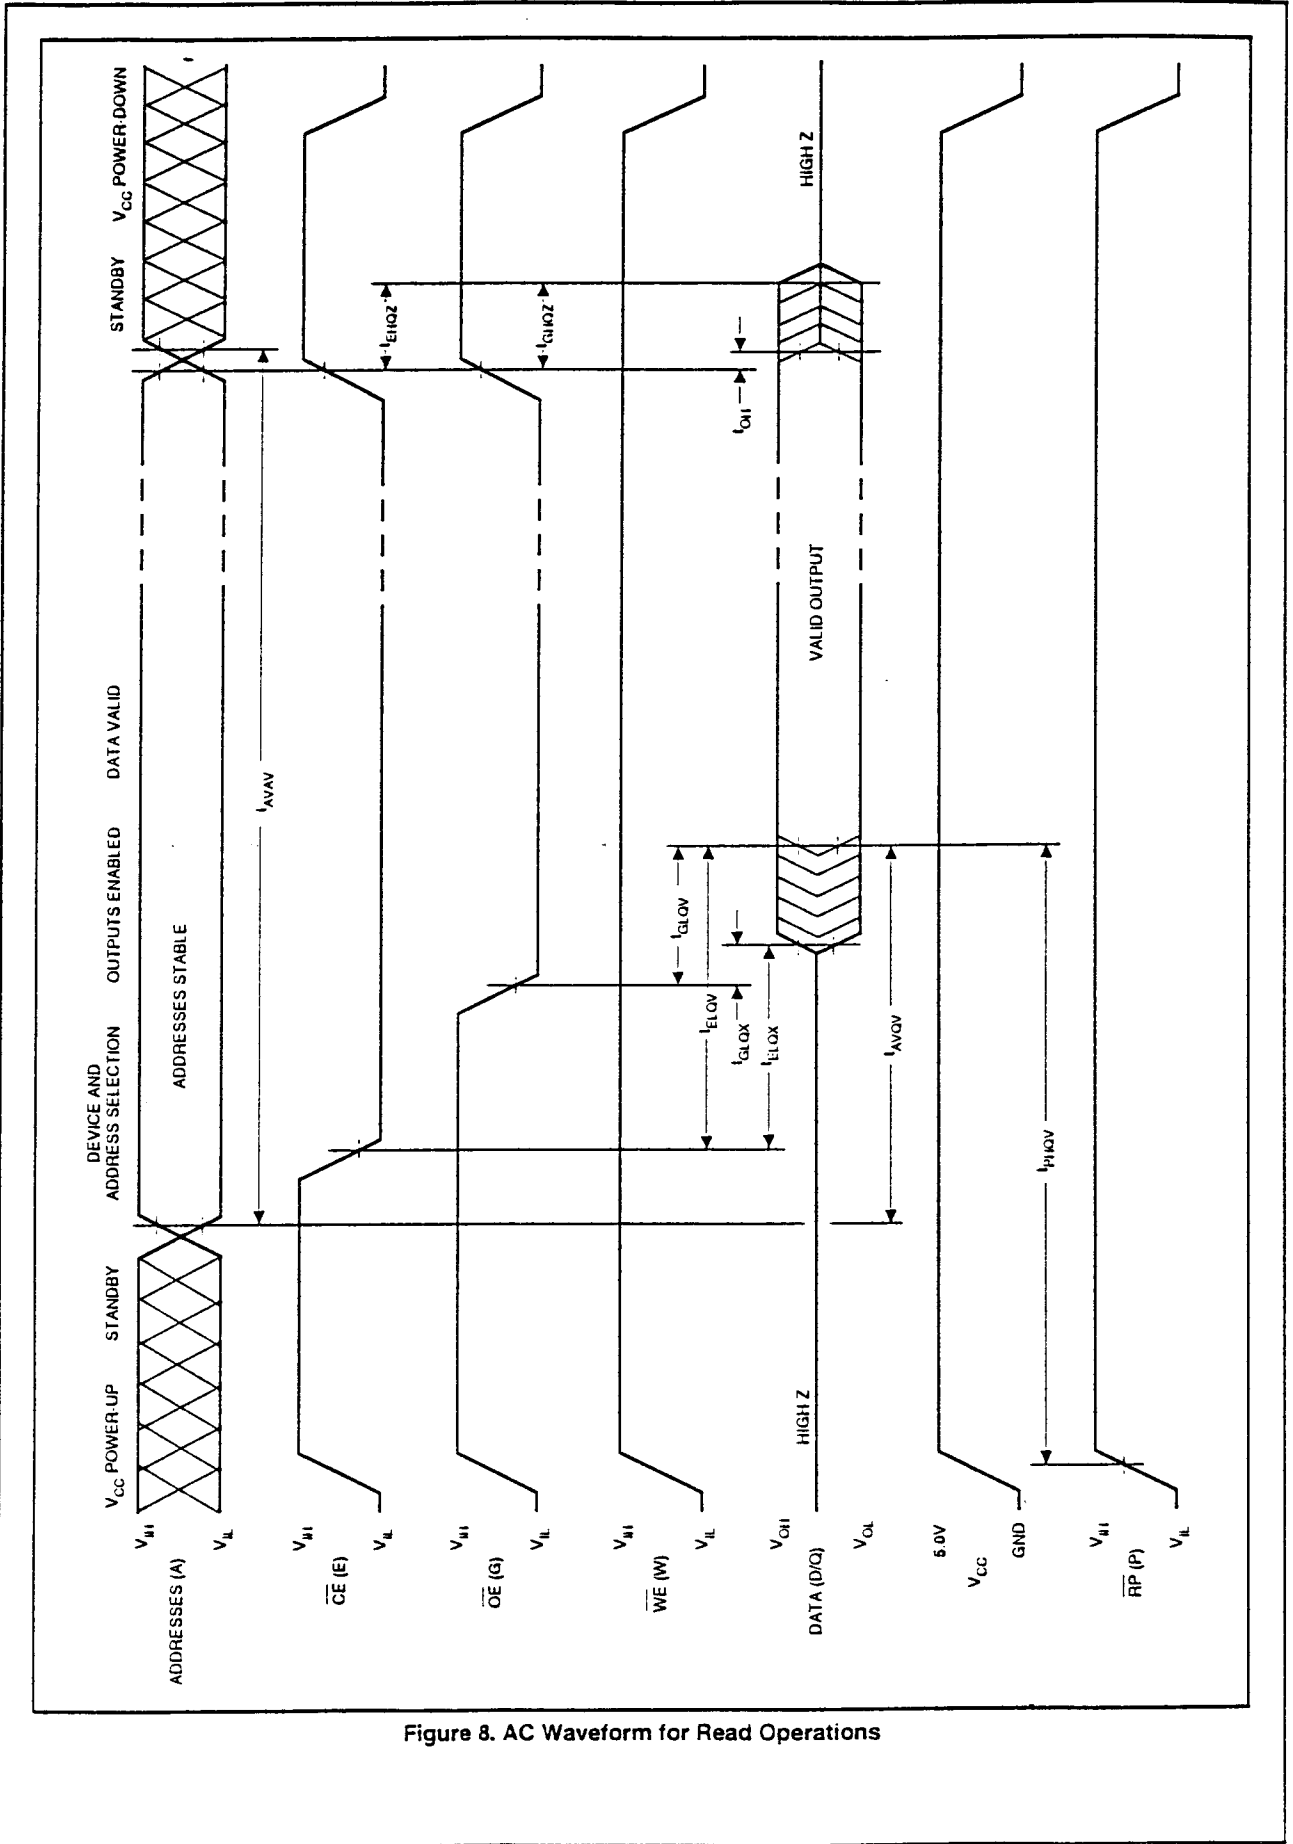 VCC POWER-UP
STANDBY
DEVICE AND
ADDRESS SELECTION
OUTPUTS ENABLED
DATA VALID
STANDBY
VCC POWER-DOWN
VIH
ADDRESSES (A)
VIL
ADDRESSES STABLE
tAVAV
VIH
CE (E)
VIL
tEHQZ
VIH
OE (G)
VIL
tGHQZ
VIH
WE (W)
VIL
tGLQV
tELQV
tGLQX
tELQX
tOH
VOH
DATA (D/Q)
VOL
HIGH Z
VALID OUTPUT
HIGH Z
tAVQV
5.0V
VCC
GND
tPHQV
VIH
RP (P)
VIL
Figure 8. AC Waveform for Read Operations